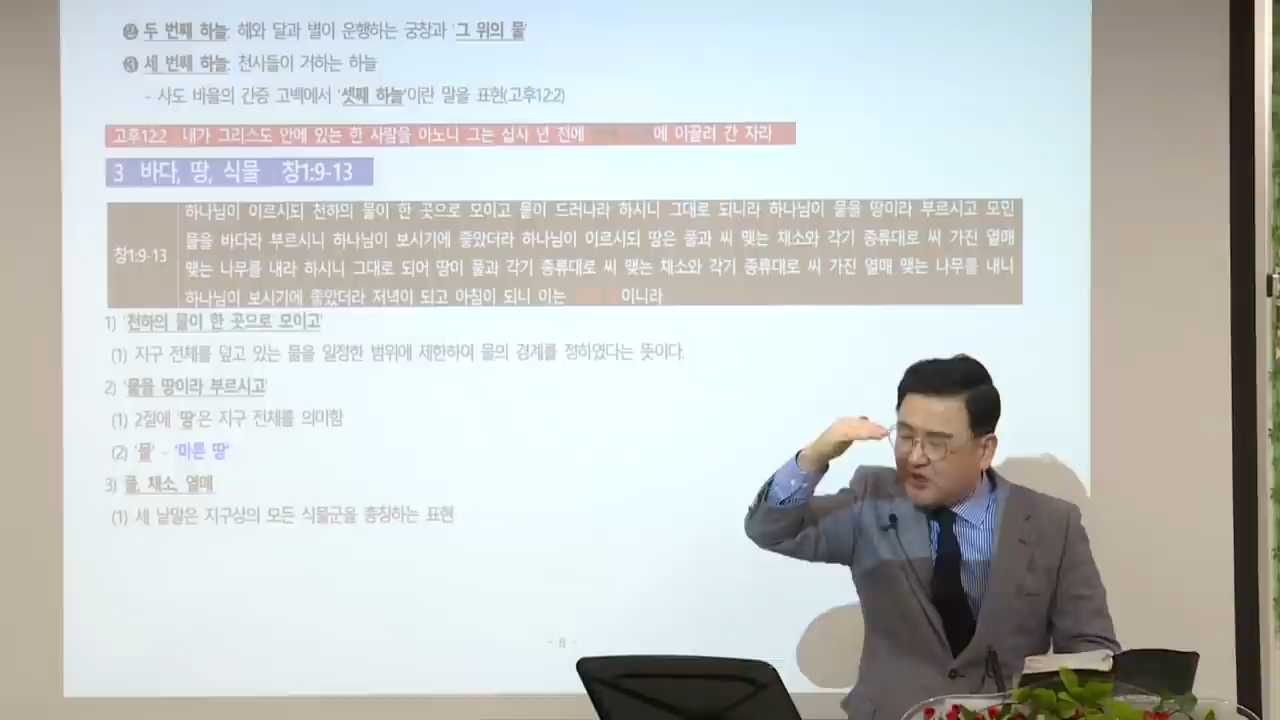 ❷ 두 번째 하늘: 해와 달과 별이 운행하는 궁창과 '그 위의 물'
❸ 세 번째 하늘: 천사들이 거하는 하늘
- 사도 바울의 간증 고백에서 '셋째 하늘'이란 말을 표현(고후12:2)
고후12:2 내가 그리스도 안에 있는 한 사람을 아노니 그는 십사 년 전에 에 이끌려 간 자라
3 바다, 땅, 식물 창1:9-13
하나님이 이르시되 천하의 물이 한 곳으로 모이고 뭍이 드러나라 하시니 그대로 되니라 하나님이 뭍을 땅이라 부르시고 모인
물을 바다라 부르시니 하나님이 보시기에 좋았더라 하나님이 이르시되 땅은 풀과 씨 맺는 채소와 각기 종류대로 씨 가진 열매
창1:9-13
맺는 나무를 내라 하시니 그대로 되어 땅이 풀과 각기 종류대로 씨 맺는 채소와 각기 종류대로 씨 가진 열매 맺는 나무를 내니
하나님이 보시기에 좋았더라 저녁이 되고 아침이 되니 이는 이니라
1) '천하의 물이 한 곳으로 모이고'
(1) 지구 전체를 덮고 있는 물을 일정한 범위에 제한하여 물의 경계를 정하였다는 뜻이다.
2) '뭍을 땅이라 부르시고'
(1) 2절에 '땅'은 지구 전체를 의미함
(2) '뭍' - '마른 땅'
3) 풀, 채소, 열매
(1) 세 낱말은 지구상의 모든 식물군을 총칭하는 표현
- 8 -